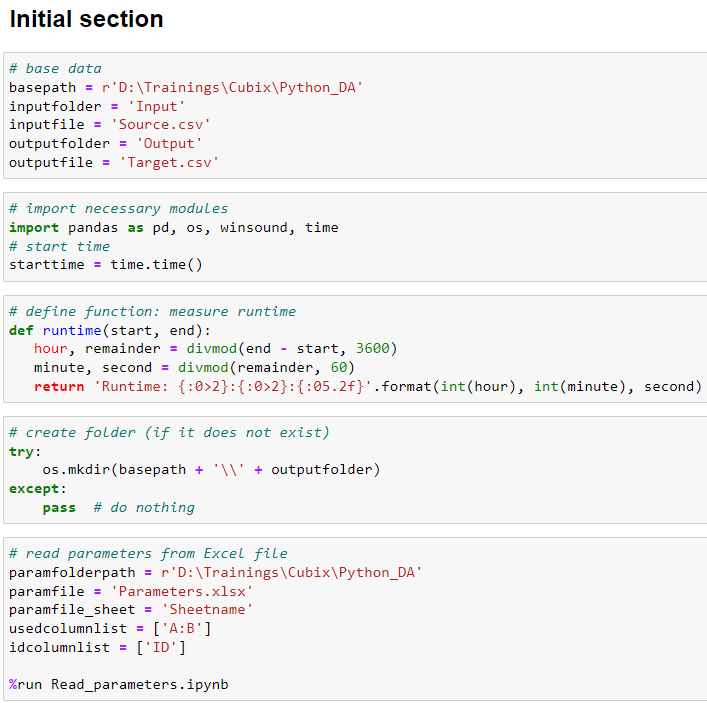 Initial section
# base data
basepath = r'D:\Trainings\Cubix\Python_DA'
inputfolder = 'Input'
inputfile = 'Source.csv'
outputfolder = 'Output'
outputfile = 'Target.csv'
# import necessary modules
import pandas as pd, os, winsound, time
# start time
starttime = time.time()
# define function: measure runtime
def runtime(start, end):
   hour, remainder = divmod(end - start, 3600)
   minute, second = divmod(remainder, 60)
   return 'Runtime: {:0>2}:{:0>2}:{:05.2f}'.format(int(hour), int(minute), second)
# create folder (if it does not exist)
try:
    os.mkdir(basepath + '\\' + outputfolder)
except:
    pass  # do nothing
# read parameters from Excel file
paramfolderpath = r'D:\Trainings\Cubix\Python_DA'
paramfile = 'Parameters.xlsx'
paramfile_sheet = 'Sheetname'
usedcolumnlist = ['A:B']
idcolumnlist = ['ID']
%run Read_parameters.ipynb